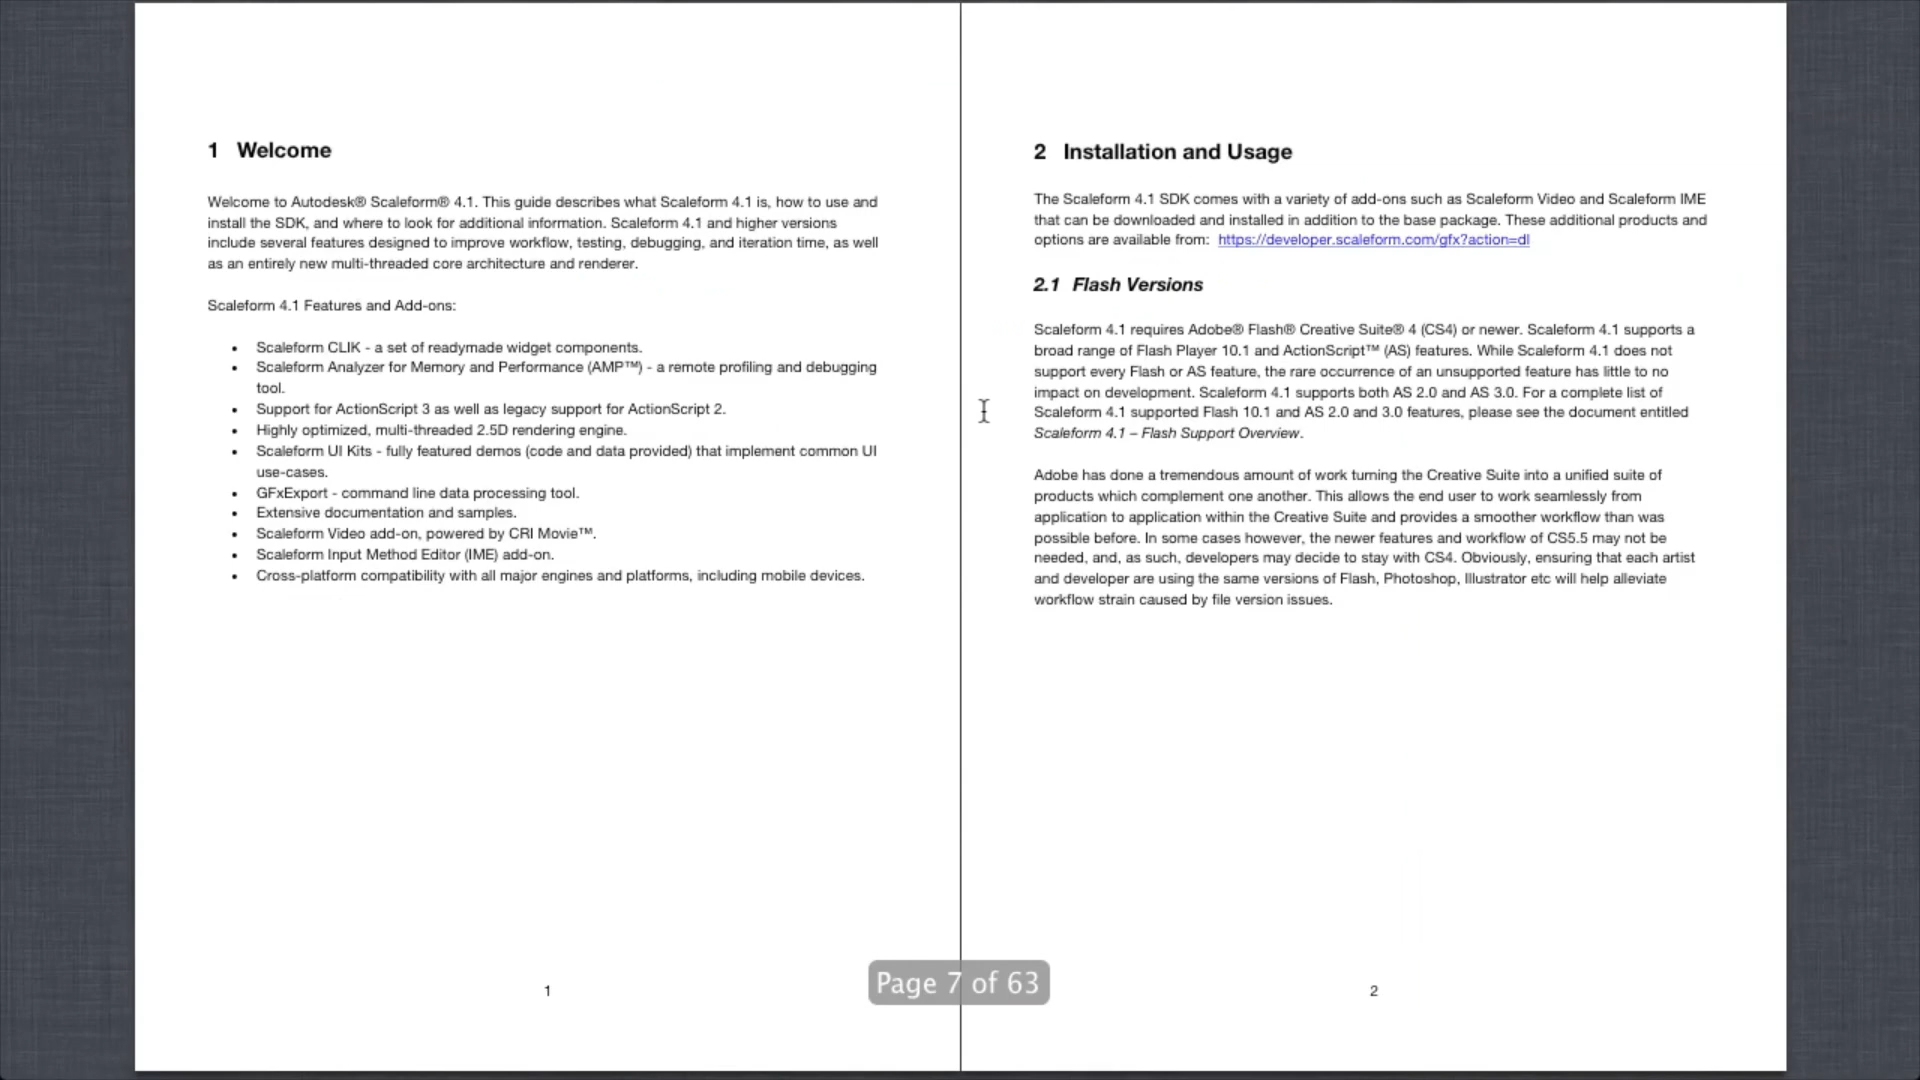 1 Welcome
Welcome to Autodesk® Scaleform® 4.1. This guide describes what Scaleform 4.1 is, how to use and
install the SDK, and where to look for additional information. Scaleform 4.1 and higher versions
include several features designed to improve workflow, testing, debugging, and iteration time, as well
as an entirely new multi-threaded core architecture and renderer.
Scaleform 4.1 Features and Add-ons:
• Scaleform CLIK - a set of readymade widget components.
• Scaleform Analyzer for Memory and Performance (AMP™) - a remote profiling and debugging
tool.
• Support for ActionScript 3 as well as legacy support for ActionScript 2.
• Highly optimized, multi-threaded 2.5D rendering engine.
• Scaleform UI Kits - fully featured demos (code and data provided) that implement common UI
use-cases.
• GFxExport - command line data processing tool.
• Extensive documentation and samples.
• Scaleform Video add-on, powered by CRI Movie™.
• Scaleform Input Method Editor (IME) add-on.
• Cross-platform compatibility with all major engines and platforms, including mobile devices.
1
2 Installation and Usage
The Scaleform 4.1 SDK comes with a variety of add-ons such as Scaleform Video and Scaleform IME
that can be downloaded and installed in addition to the base package. These additional products and
options are available from: https://developer.scaleform.com/gfx?action=dl
2.1 Flash Versions
Scaleform 4.1 requires Adobe® Flash® Creative Suite® 4 (CS4) or newer. Scaleform 4.1 supports a
broad range of Flash Player 10.1 and ActionScript™ (AS) features. While Scaleform 4.1 does not
support every Flash or AS feature, the rare occurrence of an unsupported feature has little to no
impact on development. Scaleform 4.1 supports both AS 2.0 and AS 3.0. For a complete list of
Scaleform 4.1 supported Flash 10.1 and AS 2.0 and 3.0 features, please see the document entitled
Scaleform 4.1 – Flash Support Overview.
Adobe has done a tremendous amount of work turning the Creative Suite into a unified suite of
products which complement one another. This allows the end user to work seamlessly from
application to application within the Creative Suite and provides a smoother workflow than was
possible before. In some cases however, the newer features and workflow of CS5.5 may not be
needed, and, as such, developers may decide to stay with CS4. Obviously, ensuring that each artist
and developer are using the same versions of Flash, Photoshop, Illustrator etc will help alleviate
workflow strain caused by file version issues.
2
Page 7 of 63